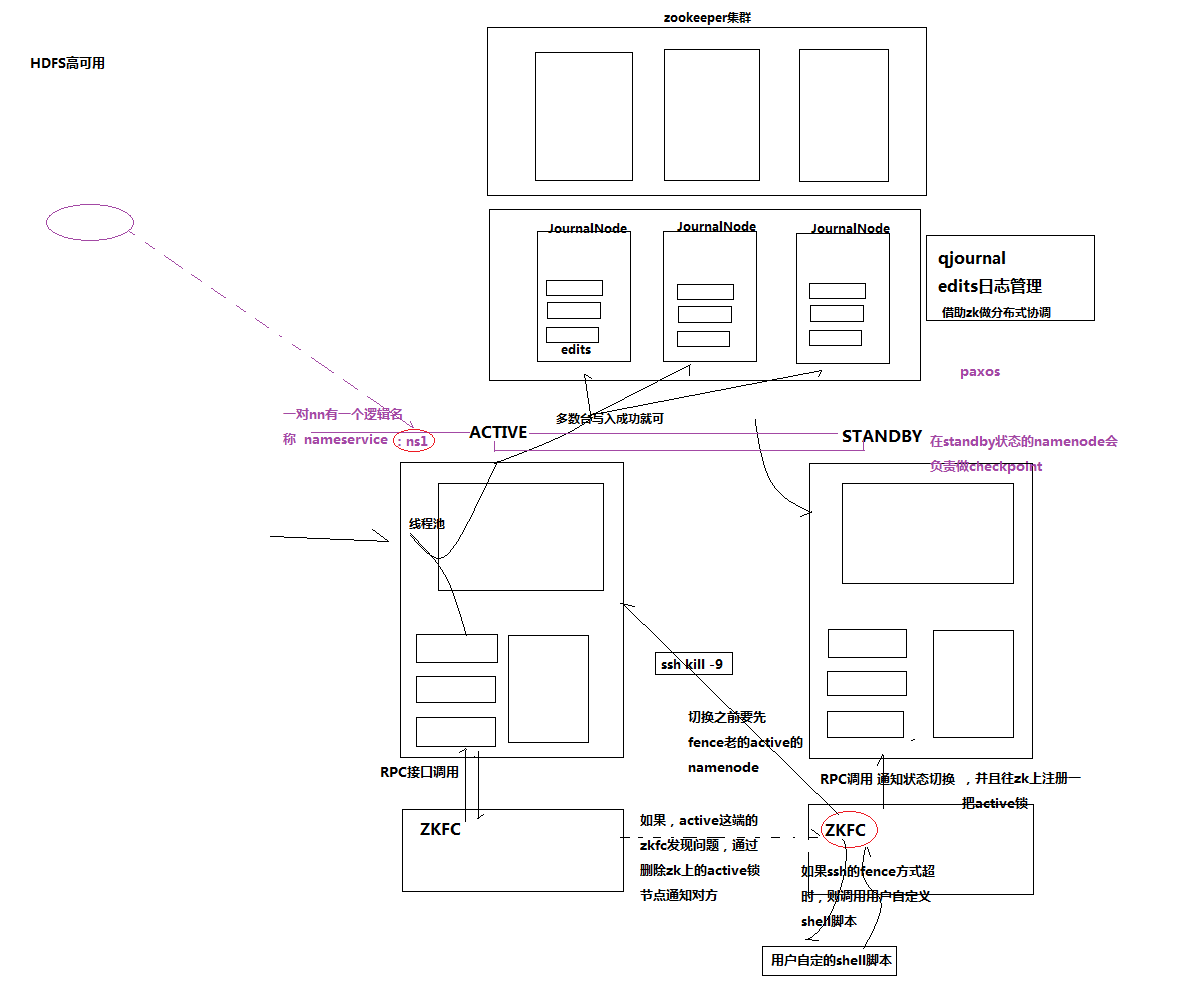 zookeeper集群
HDFS高可用
JournalNode
JournalNode
JournalNode
edits
qjournal
edits日志管理
借助zk做分布式协调
paxos
一对nn有一个逻辑名
称 nameservice ：ns1
ACTIVE
多数台写入成功就可
STANDBY
在standby状态的namenode会
负责做checkpoint
线程池
ssh kill -9
切换之前要先
fence老的active的
namenode
RPC接口调用
RPC调用 通知状态切换 ，并且往zk上注册一
把active锁
ZKFC
如果，active这端的
zkfc发现问题，通过
删除zk上的active锁
节点通知对方
ZKFC
如果ssh的fence方式超
时，则调用用户自定义
shell脚本
用户自定的shell脚本